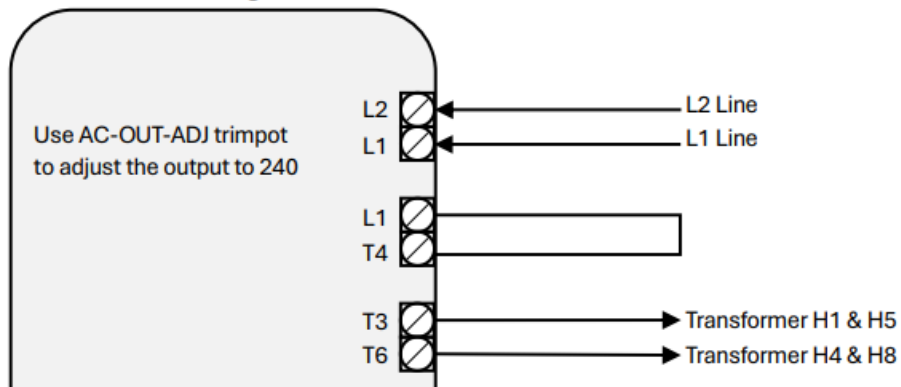 L2
L2 Line
Use AC-OUT-ADJ trimpot
to adjust the output to 240
L1
L1 Line
L1
T4
T3
Transformer H1 & H5
T6
Transformer H4 & H8